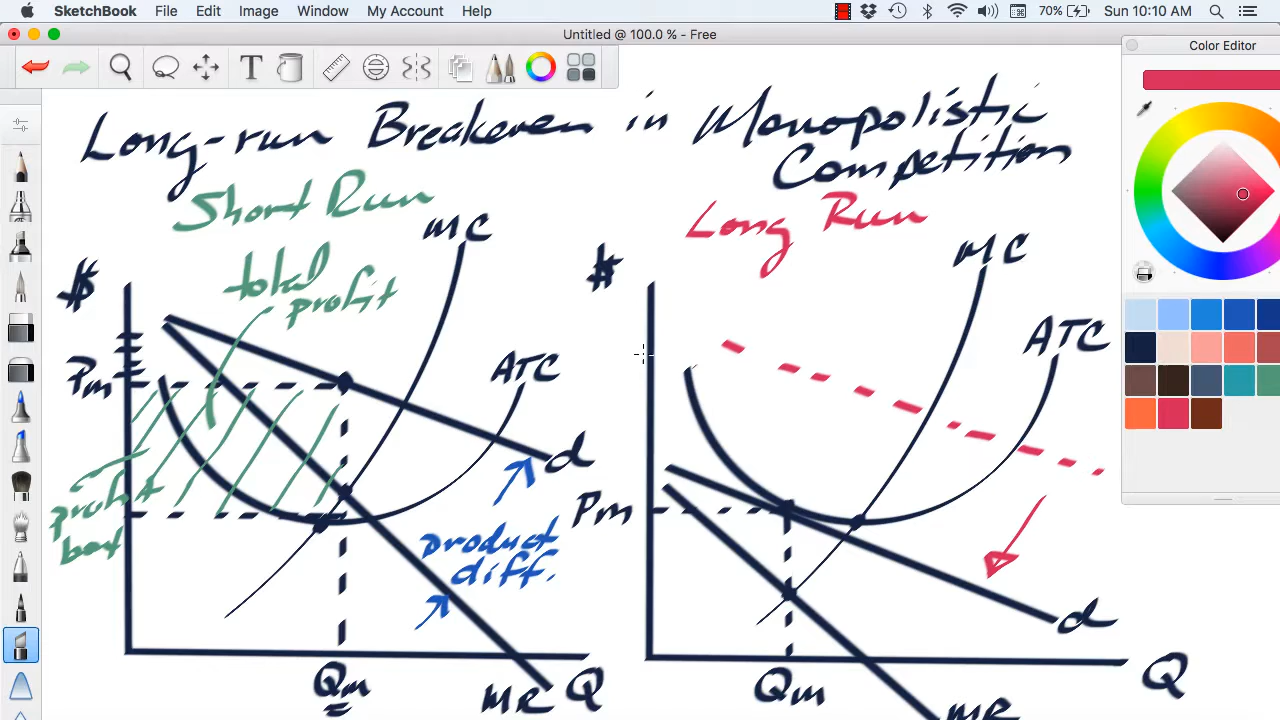 SketchBook File Edit Image Window My Account Help 70% Sun 10:10 AM
Untitled @ 100.0 % - Free
Color Editor
Long-run Breakeven in Monopolistic
Competition
Short Run
Long Run
total
profit
$
MC
ATC
Pm
d
profit
box
product
diff.
Qm
MR
Q
$
MC
ATC
Pm
d
Qm
MR
Q